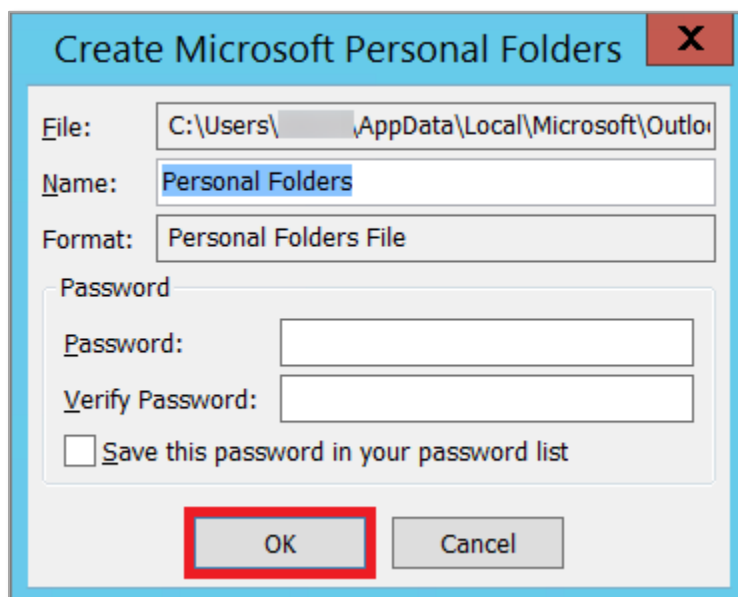 Create Microsoft Personal Folders
X
File: C:\Users\ \AppData\Local\Microsoft\Outlo
Name: Personal Folders
Format: Personal Folders File
Password
Password:
Verify Password:
Save this password in your password list
OK Cancel